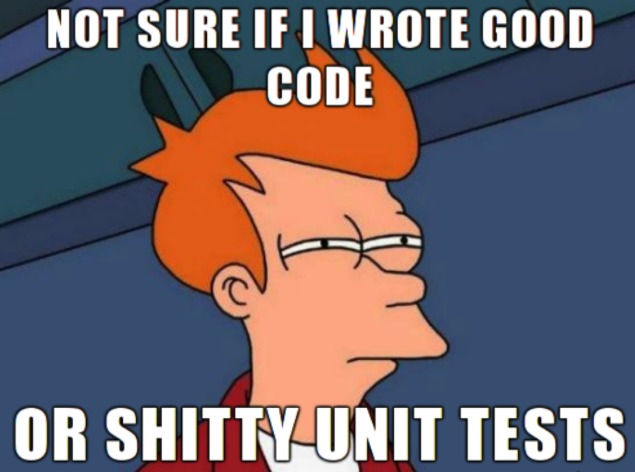 NOT SURE IF I WROTE GOOD
CODE
OR SHITTY UNIT TESTS